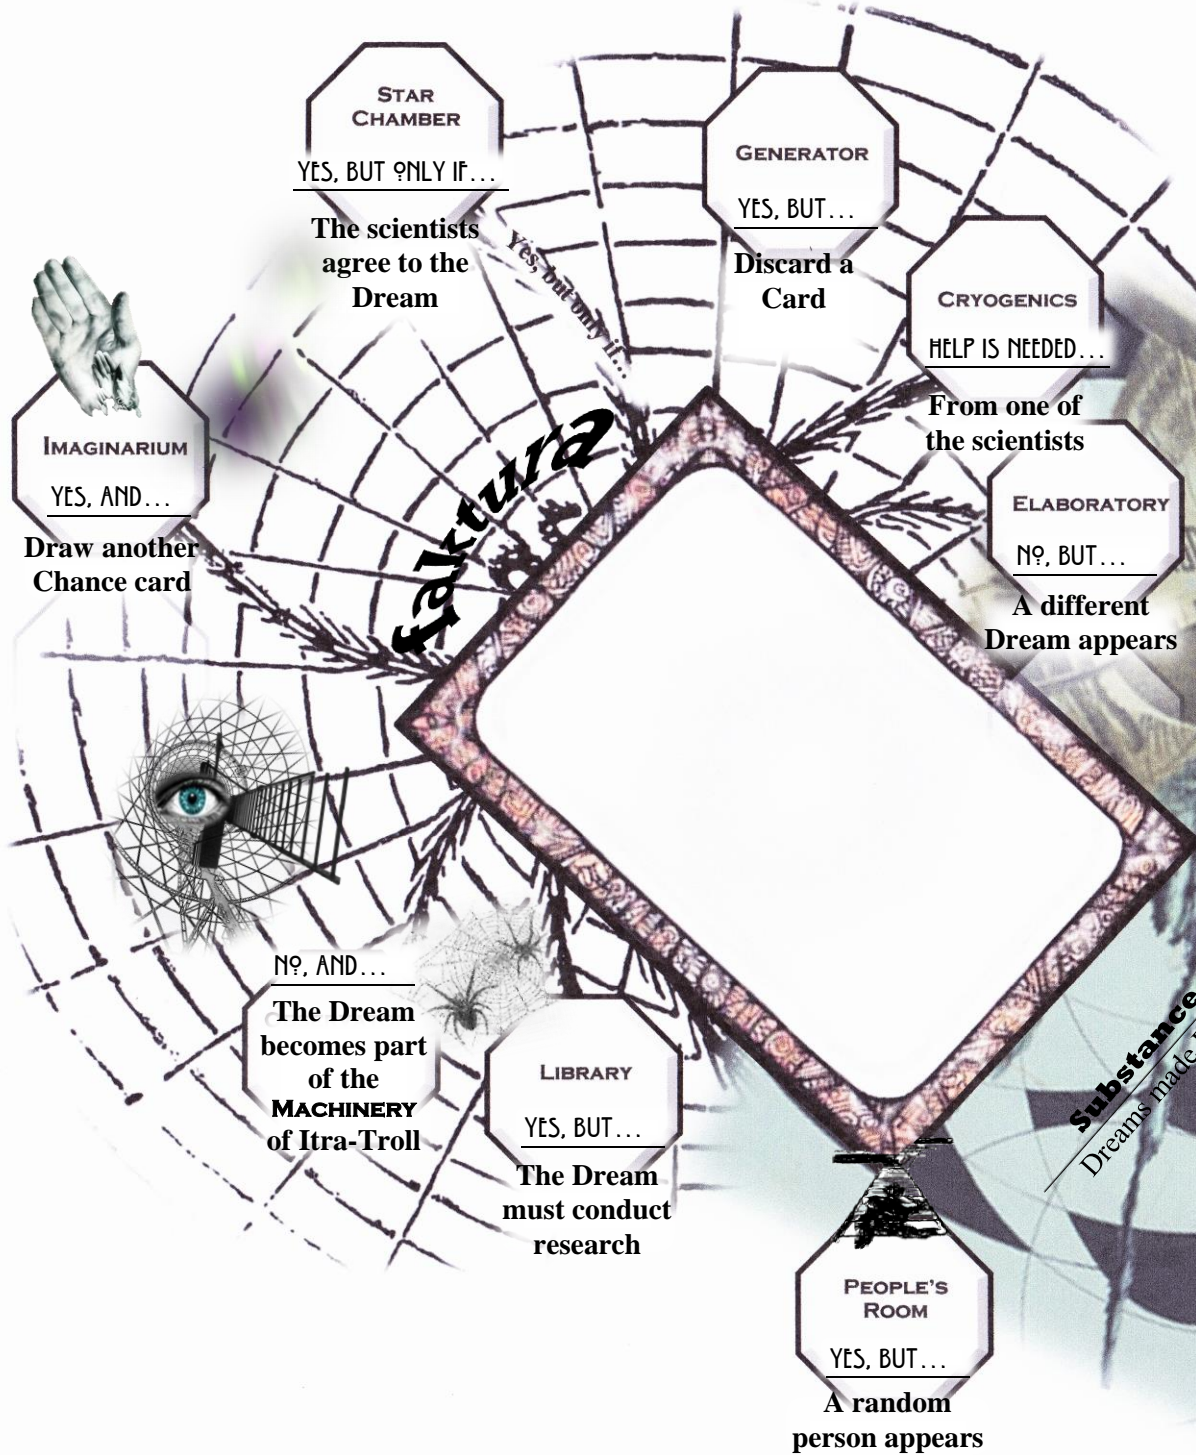 STAR
CHAMBER
YES, BUT ONLY IF...
The scientists
agree to the
Dream
Yes, but only if...
GENERATOR
YES, BUT...
Discard a
Card
CRYOGENICS
HELP IS NEEDED...
From one of
the scientists
IMAGINARIUM
YES, AND...
Draw another
Chance card
faktura
ELABORATORY
NO, BUT...
A different
Dream appears
NO, AND...
The Dream
becomes part
of the
MACHINERY
of Itra-Troll
LIBRARY
YES, BUT...
The Dream
must conduct
research
Substance
Dreams made
PEOPLE'S
ROOM
YES, BUT...
A random
person appears